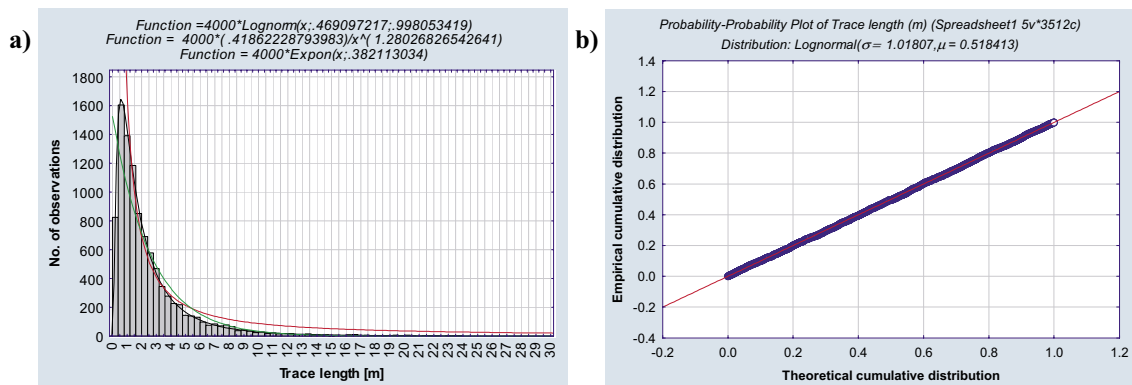 a)
Function =4000*Lognorm(x;.469097217;.998053419)
Function = 4000*( .41862228793983)/x^( 1.28026826542641)
Function = 4000*Expon(x;.382113034)
1800
1600
1400
1200
1000
800
600
400
200
0
No. of observations
0 1 2 3 4 5 6 7 8 9 10 11 12 13 14 15 16 17 18 19 20 21 22 23 24 25 26 27 28 29 30
Trace length [m]
b)
Probability-Probability Plot of Trace length (m) (Spreadsheet1 5v*3512c)
Distribution: Lognormal(σ= 1.01807,μ = 0.518413)
1.4
1.2
1.0
0.8
0.6
0.4
0.2
0.0
-0.2
-0.4
Empirical cumulative distribution
-0.2 0.0 0.2 0.4 0.6 0.8 1.0 1.2
Theoretical cumulative distribution